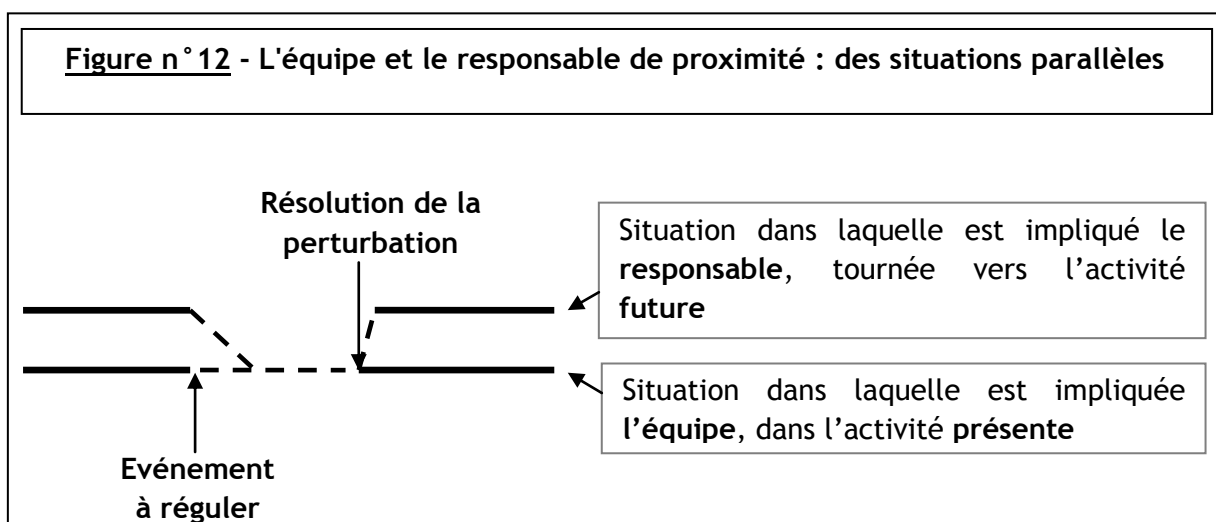 Figure n°12 - L'équipe et le responsable de proximité : des situations parallèles
Résolution de la
perturbation
Situation dans laquelle est impliqué le
responsable, tournée vers l’activité
future
Situation dans laquelle est impliquée
l’équipe, dans l’activité présente
Evénement
à réguler